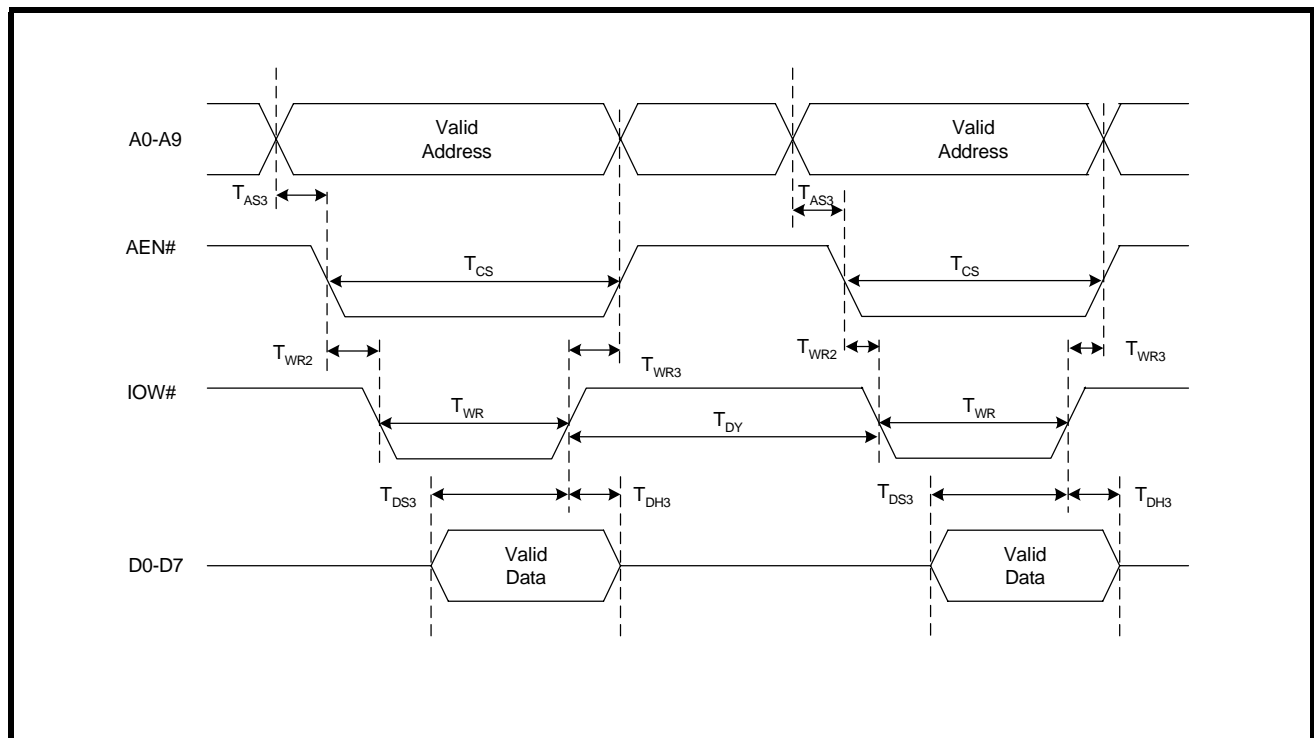 A0-A9
Valid
Address
Valid
Address
TAS3
TAS3
AEN#
TCS
TCS
TWR2
TWR3
TWR2
TWR3
IOW#
TWR
TDY
TWR
TDS3
TDH3
TDS3
TDH3
D0-D7
Valid
Data
Valid
Data